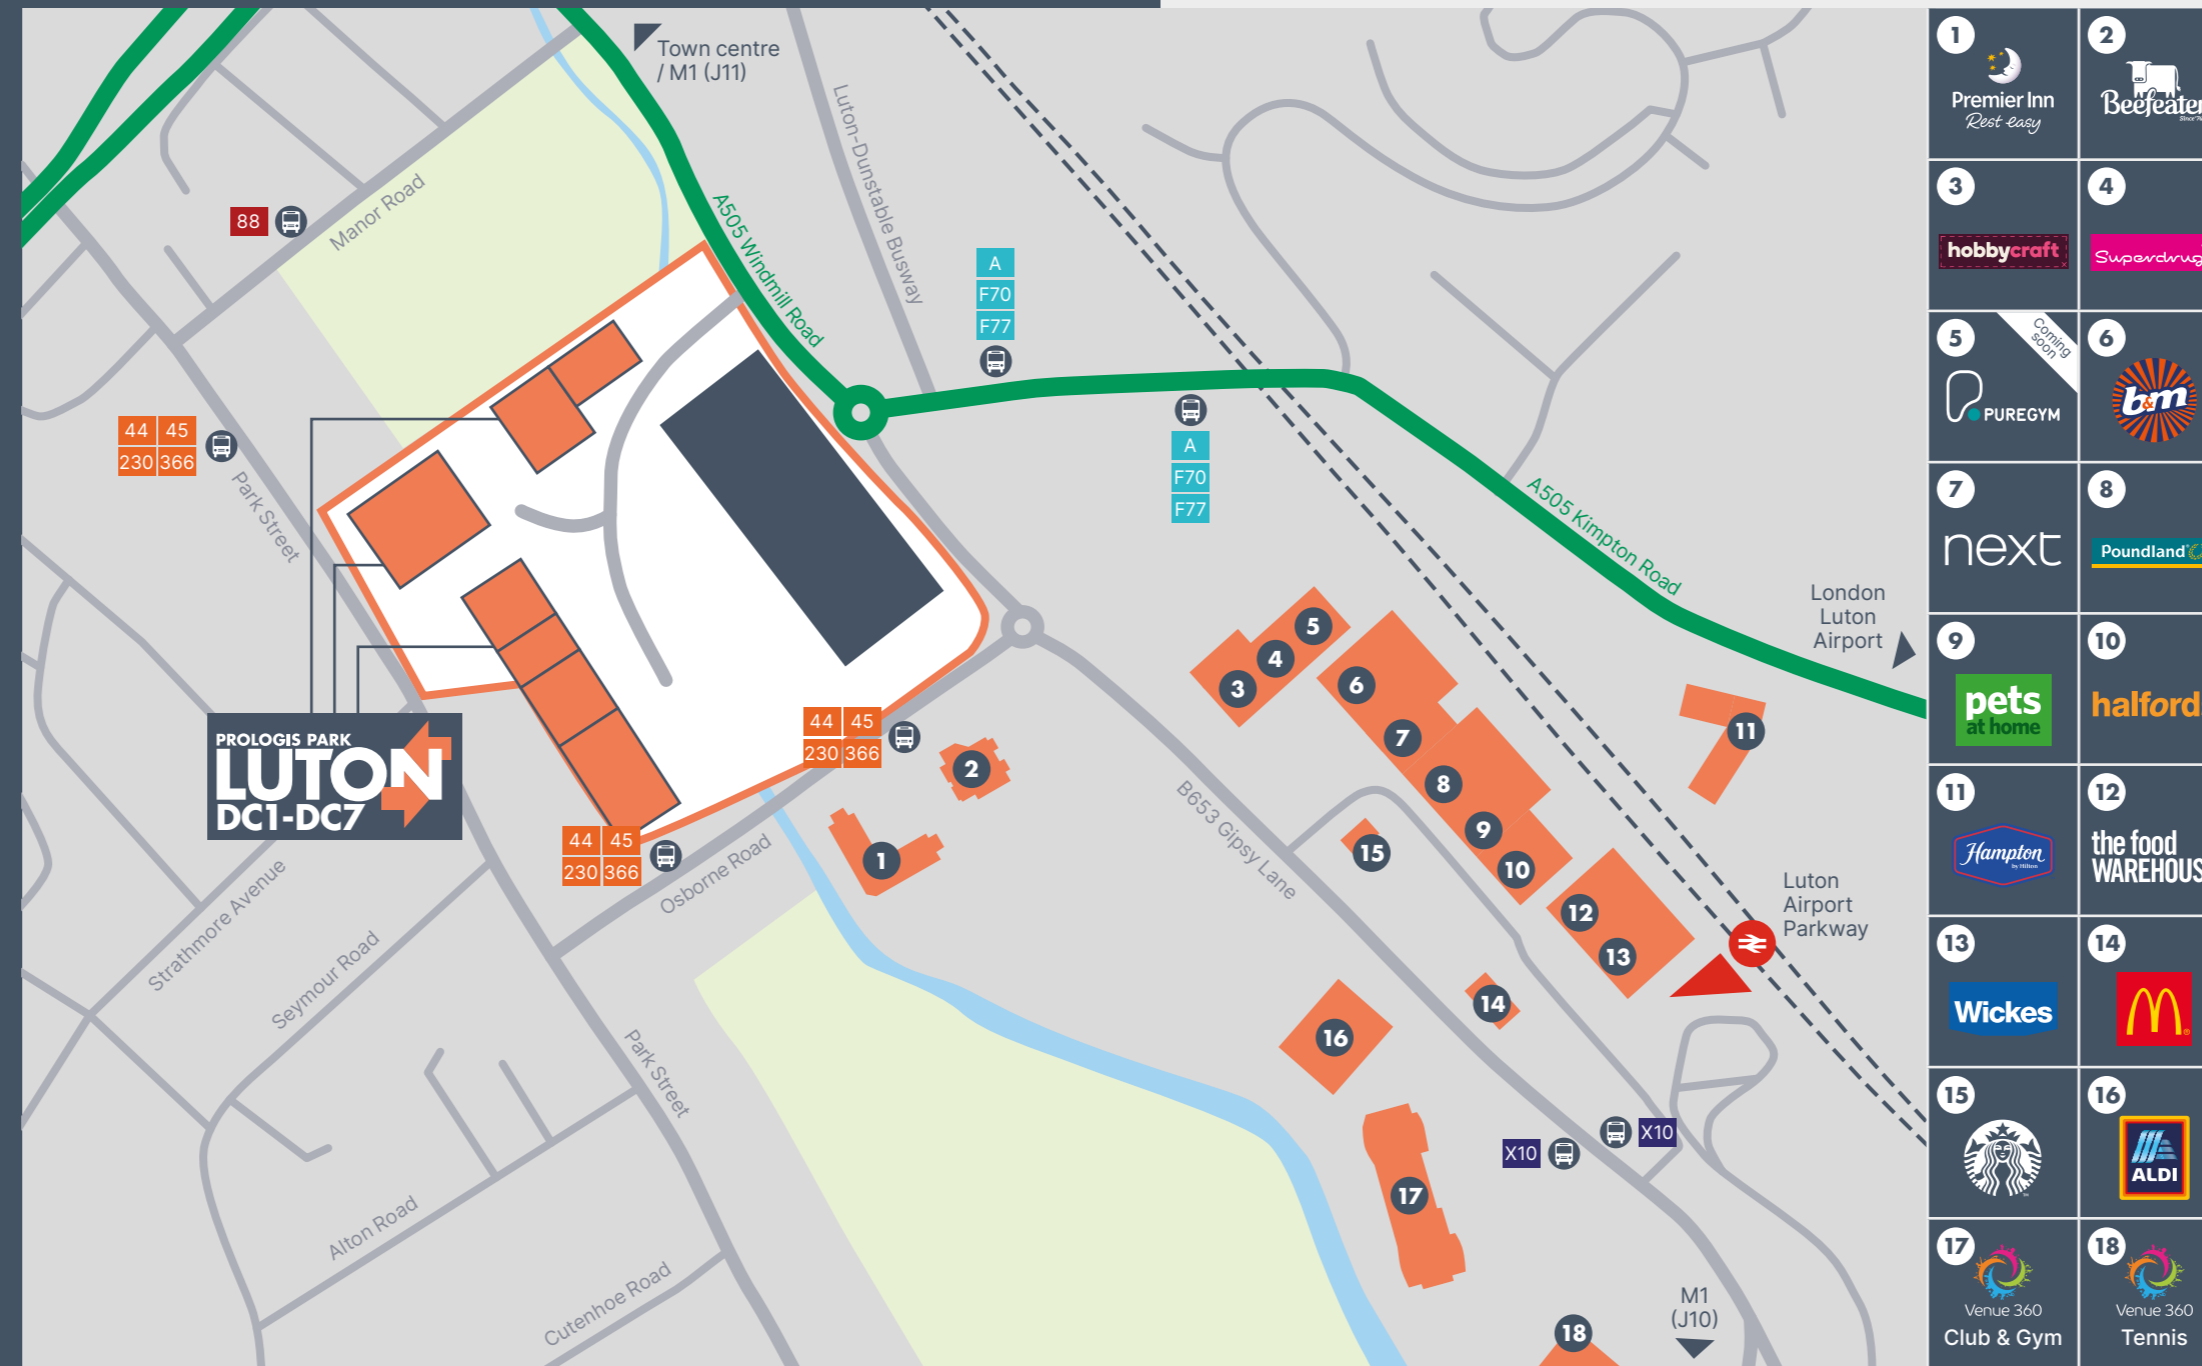 Town centre
/ M1 (J11)
Luton-Dunstable Busway
A505 Windmill Road
Manor Road
88
A
F70
F77
A
F70
F77
44 45
230 366
Park Street
A505 Kimpton Road
London
Luton
Airport
PROLOGIS PARK
LUTON
DC1-DC7
44 45
230 366
44 45
230 366
Osborne Road
B653 Gipsy Lane
Strathmore Avenue
Seymour Road
Park Street
Alton Road
Cutenhoe Road
1
2
3
4
5
6
7
8
9
10
11
12
13
14
15
16
17
18
Luton
Airport
Parkway
X10
X10
M1
(J10)
1
Premier Inn
Rest easy
2
Beefeater
3
hobbycraft
4
Superdrug
5
Coming
soon
PUREGYM
6
b&m
7
next
8
Poundland
9
pets
at home
10
halford
11
Hampton
by Hilton
12
the food
WAREHOUS
13
Wickes
14
15
16
ALDI
17
Venue 360
Club & Gym
18
Venue 360
Tennis